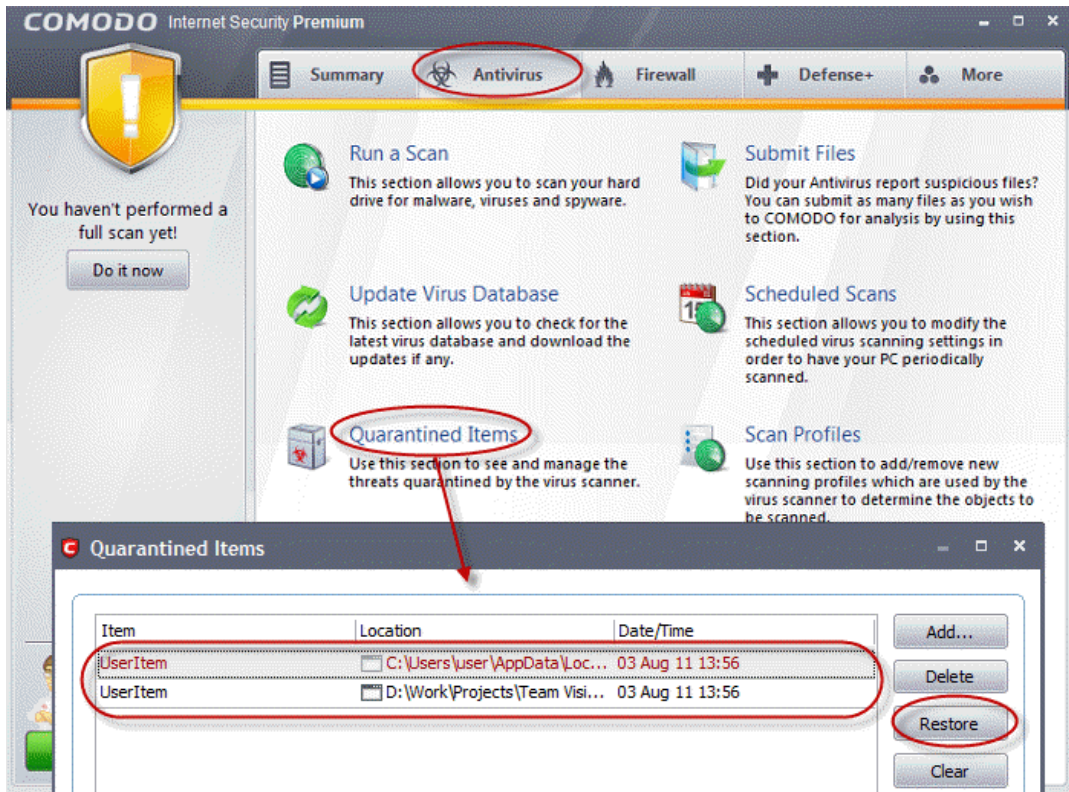 COMODO Internet Security Premium
Summary
Antivirus
Firewall
Defense+
More
You haven't performed a
full scan yet!
Do it now
Run a Scan
This section allows you to scan your hard
drive for malware, viruses and spyware.
Submit Files
Did your Antivirus report suspicious files?
You can submit as many files as you wish
to COMODO for analysis by using this
section.
Update Virus Database
This section allows you to check for the
latest virus database and download the
updates if any.
Scheduled Scans
This section allows you to modify the
scheduled virus scanning settings in
order to have your PC periodically
scanned.
Quarantined Items
Use this section to see and manage the
threats quarantined by the virus scanner.
Scan Profiles
Use this section to add/remove new
scanning profiles which are used by the
virus scanner to determine the objects to
be scanned.
Quarantined Items
Item Location Date/Time
UserItem C:\Users\user\AppData\Loc... 03 Aug 11 13:56
UserItem D:\Work\Projects\Team Visi... 03 Aug 11 13:56
Add...
Delete
Restore
Clear